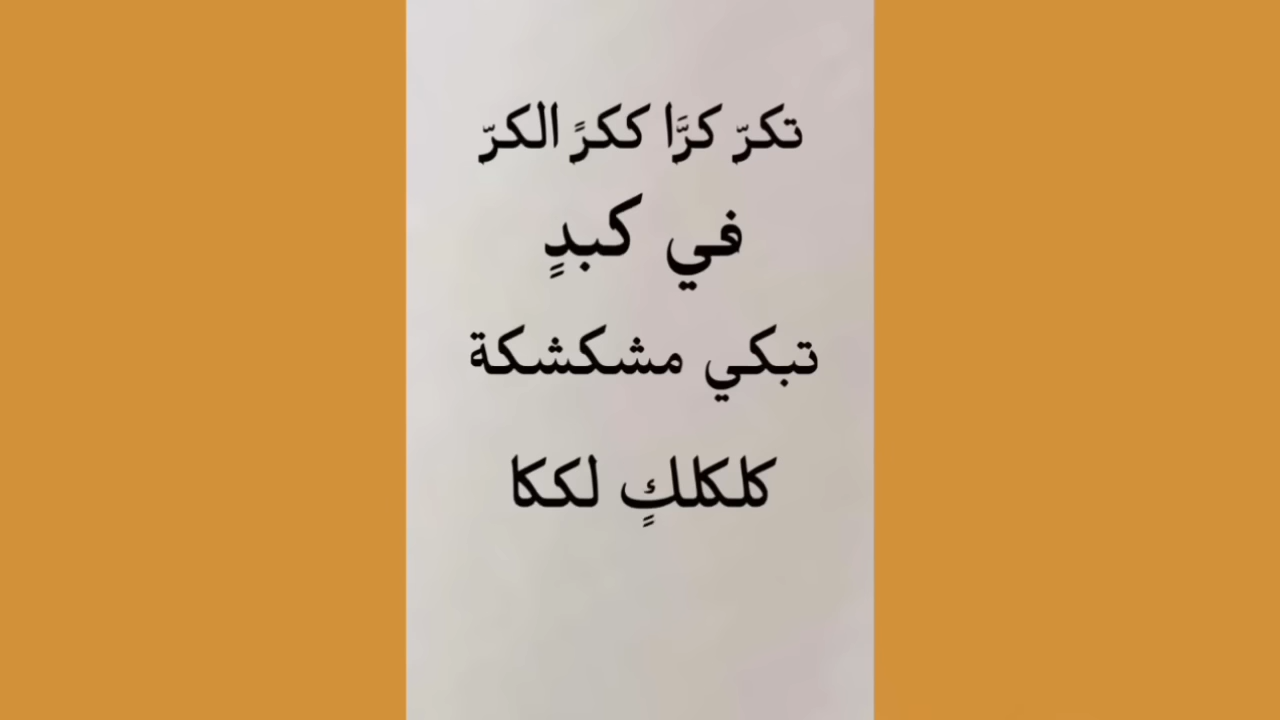 تكرّ كرَّا ككرً الكرّ
في كبدٍ
تبكي مشكشكة
كلكلكٍ لككا